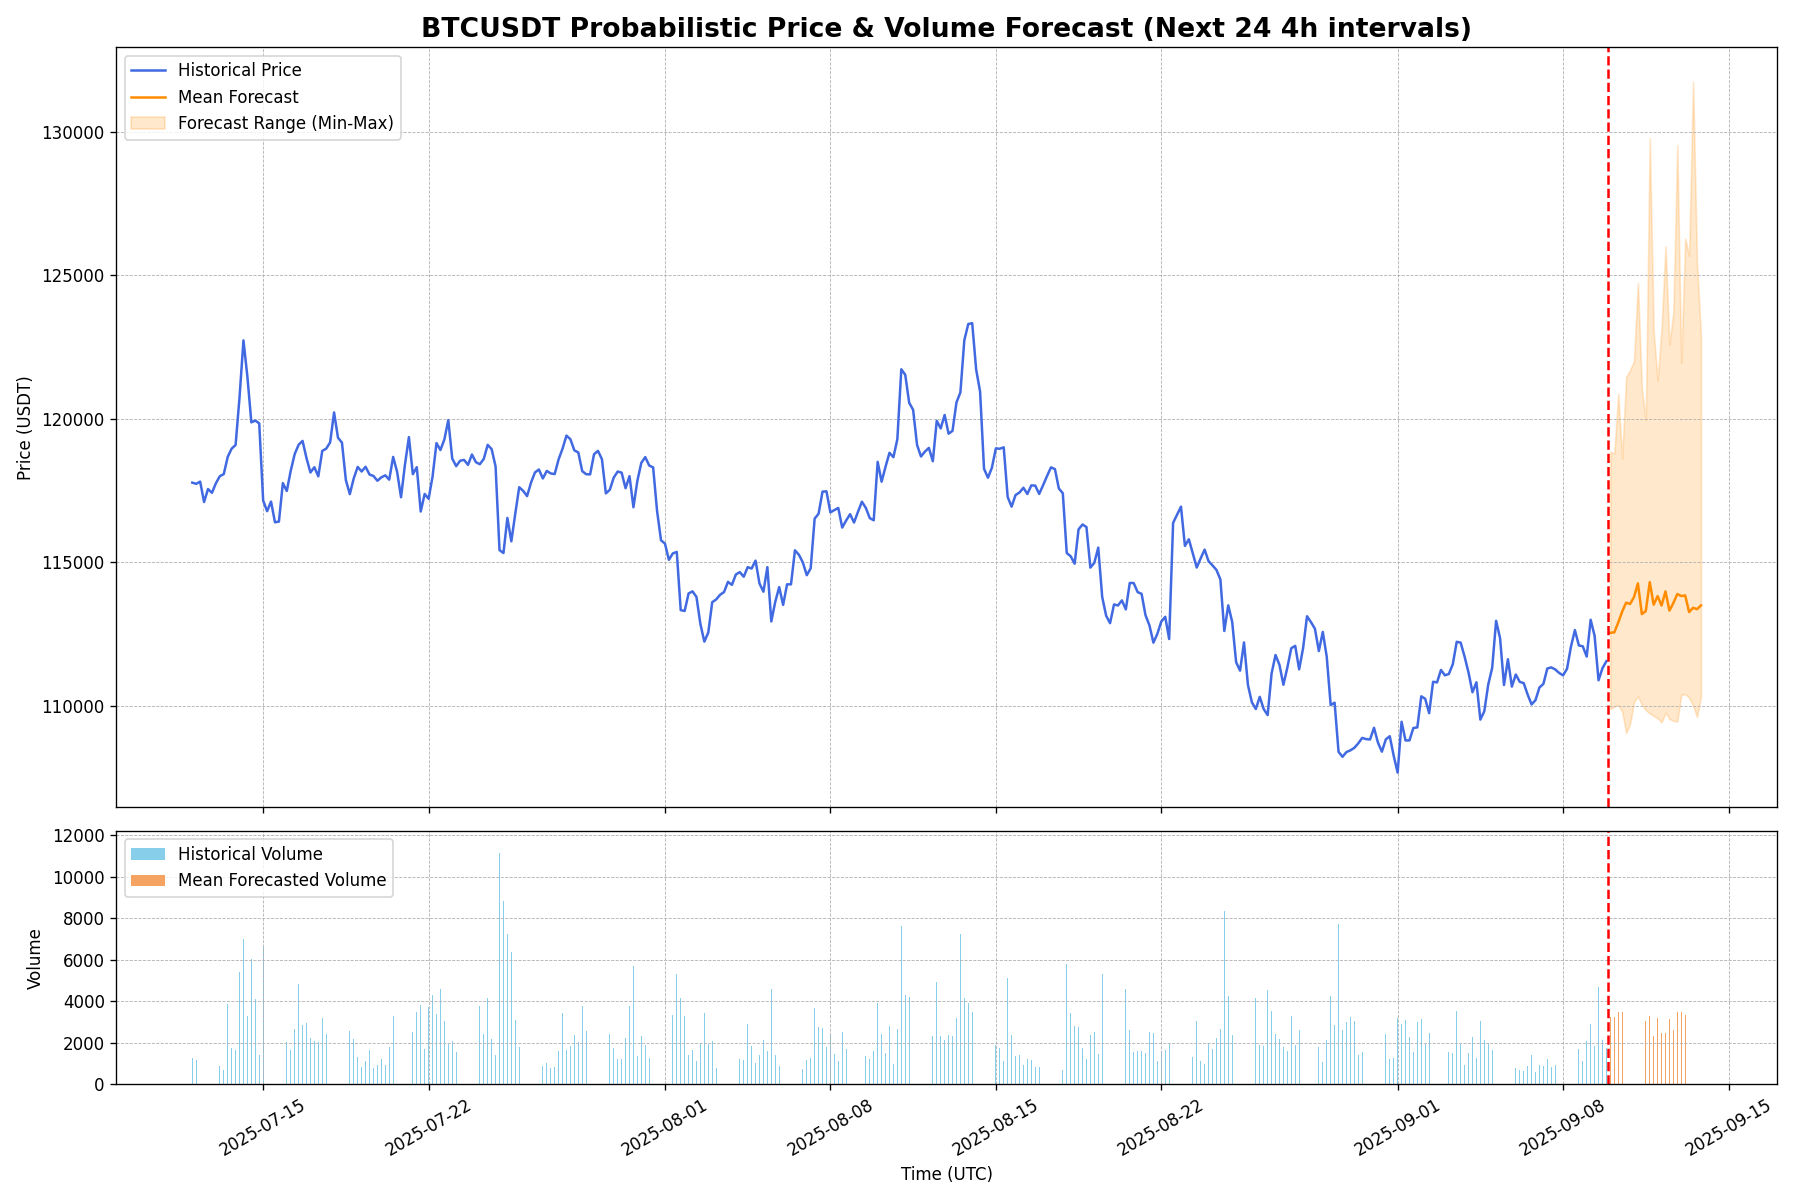 BTCUSDT Probabilistic Price & Volume Forecast (Next 24 4h intervals)
Historical Price
Mean Forecast
Forecast Range (Min-Max)
130000
125000
120000
115000
110000
Price (USDT)
Historical Volume
Mean Forecasted Volume
12000
10000
8000
6000
4000
2000
0
Volume
2025-07-15
2025-07-22
2025-08-01
2025-08-08
2025-08-15
2025-08-22
2025-09-01
2025-09-08
2025-09-15
Time (UTC)